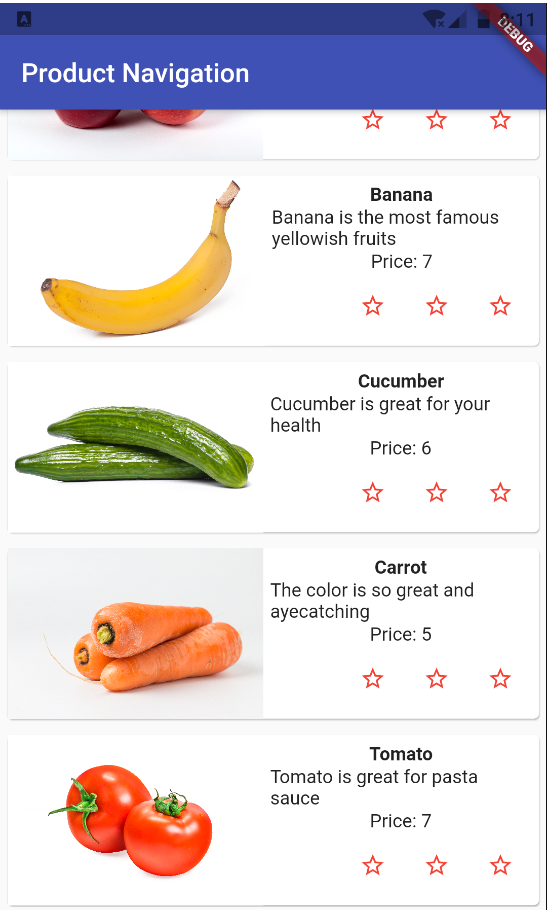 8:11
DEBUG
Product Navigation
Banana
Banana is the most famous
yellowish fruits
Price: 7
Cucumber
Cucumber is great for your
health
Price: 6
Carrot
The color is so great and
ayecatching
Price: 5
Tomato
Tomato is great for pasta
sauce
Price: 7